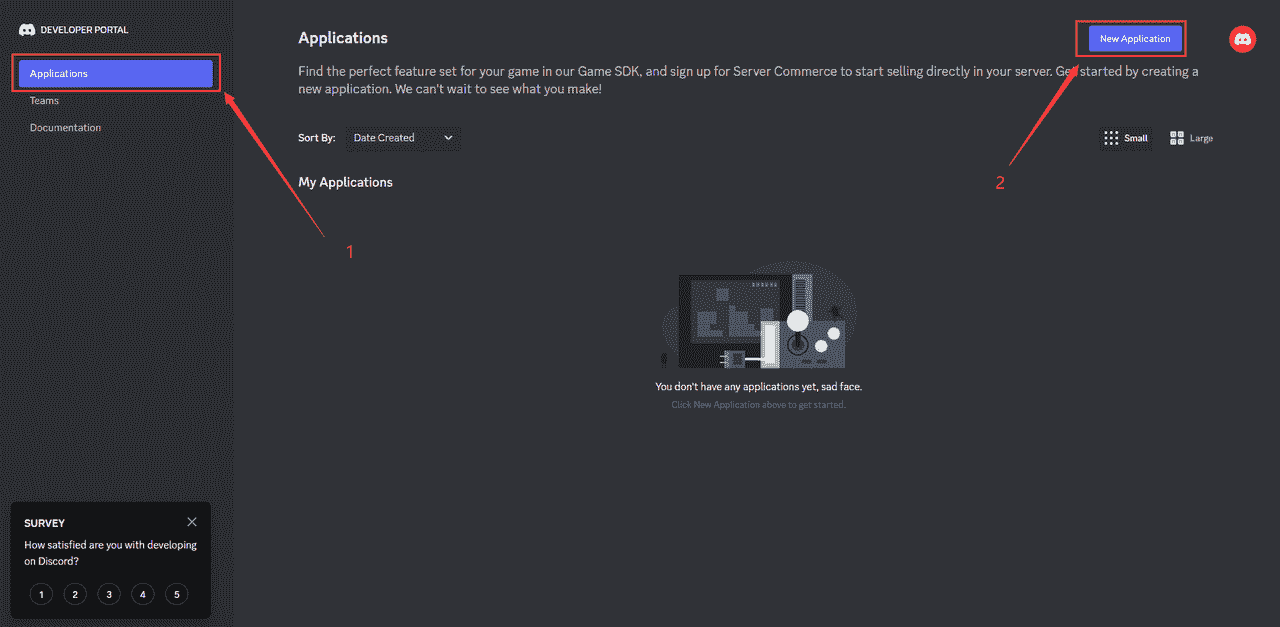 DEVELOPER PORTAL
Applications
Teams
Documentation
Applications
New Application
Find the perfect feature set for your game in our Game SDK, and sign up for Server Commerce to start selling directly in your server. Get started by creating a
new application. We can't wait to see what you make!
Sort By: Date Created
Small Large
My Applications
1
2
You don't have any applications yet, sad face.
Click New Application above to get started.
SURVEY
How satisfied are you with developing
on Discord?
1 2 3 4 5